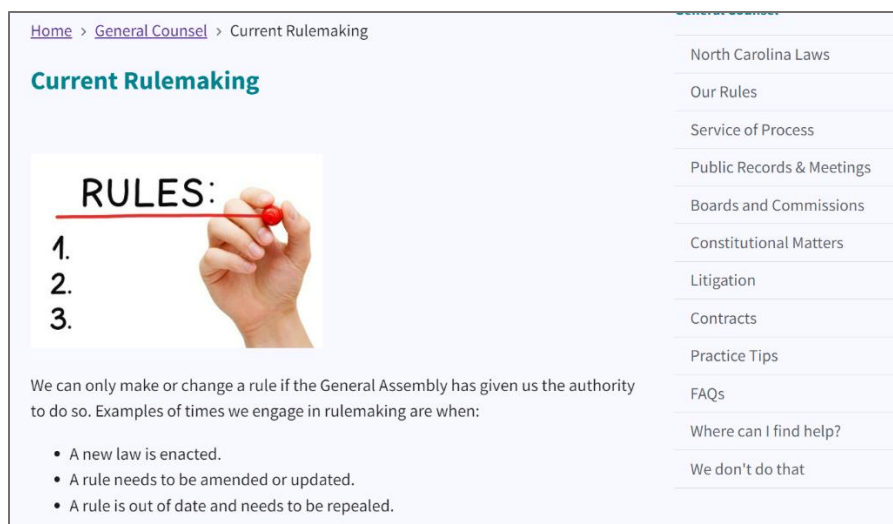 Home > General Counsel > Current Rulemaking
Current Rulemaking
RULES:
1.
2.
3.
We can only make or change a rule if the General Assembly has given us the authority
to do so. Examples of times we engage in rulemaking are when:
• A new law is enacted.
• A rule needs to be amended or updated.
• A rule is out of date and needs to be repealed.
General Counsel
North Carolina Laws
Our Rules
Service of Process
Public Records & Meetings
Boards and Commissions
Constitutional Matters
Litigation
Contracts
Practice Tips
FAQs
Where can I find help?
We don't do that